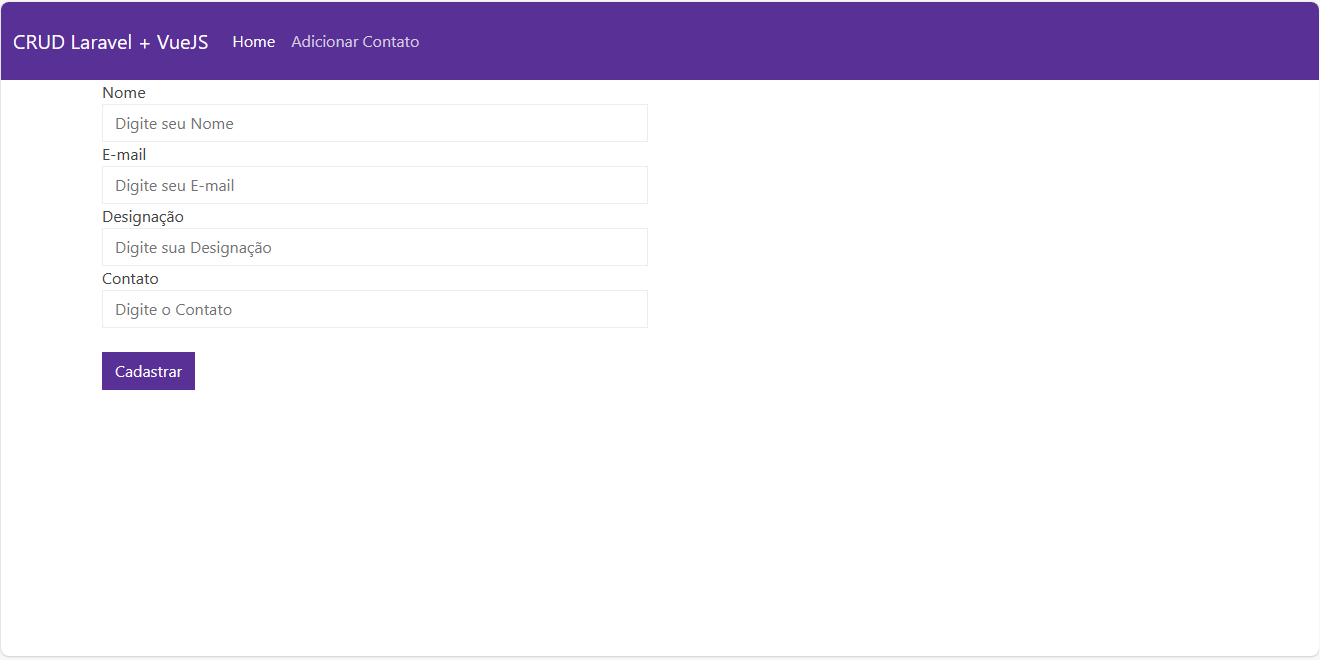 CRUD Laravel + VueJS Home Adicionar Contato
Nome
Digite seu Nome
E-mail
Digite seu E-mail
Designação
Digite sua Designação
Contato
Digite o Contato
Cadastrar